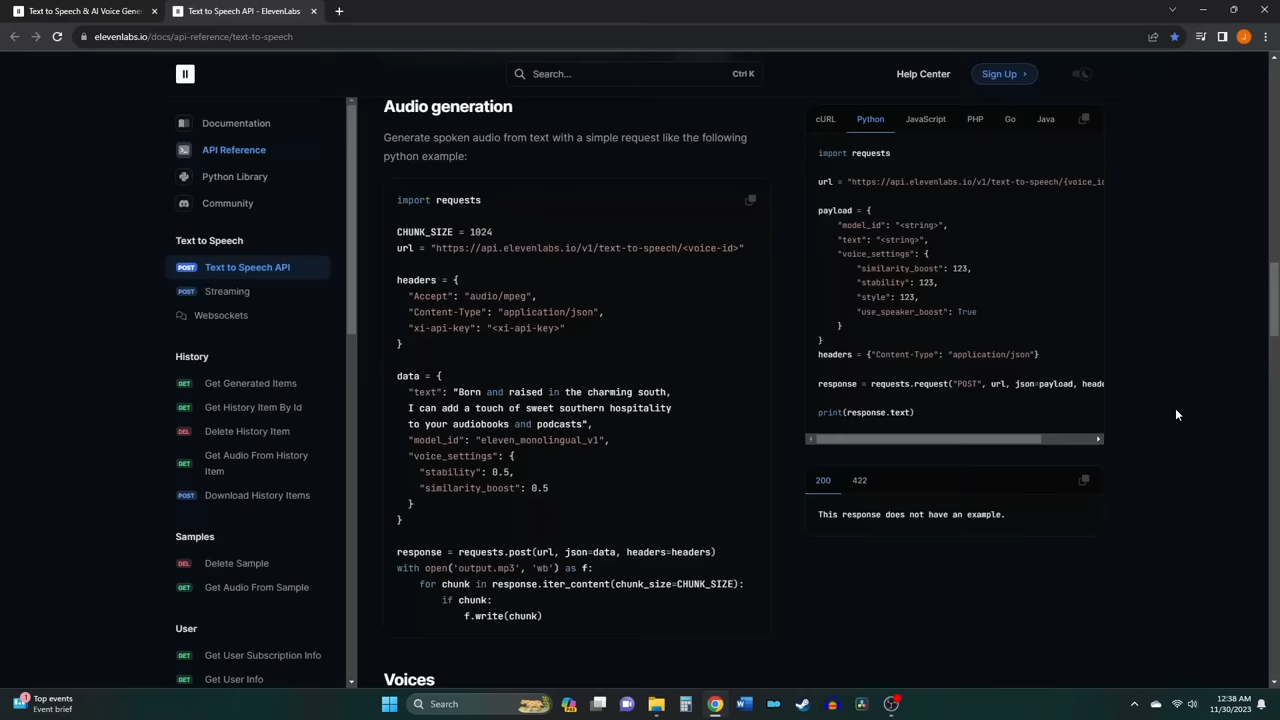 Text to Speech & AI Voice Gener
Text to Speech API - ElevenLabs
elevenlabs.io/docs/api-reference/text-to-speech
J
Search...
Ctrl K
Help Center
Sign Up ›
Documentation
API Reference
Python Library
Community
Text to Speech
POST Text to Speech API
POST Streaming
Websockets
History
GET Get Generated Items
GET Get History Item By Id
DEL Delete History Item
GET Get Audio From History
Item
POST Download History Items
Samples
DEL Delete Sample
GET Get Audio From Sample
User
GET Get User Subscription Info
GET Get User Info
Audio generation
Generate spoken audio from text with a simple request like the following
python example:
import requests
CHUNK_SIZE = 1024
url = "https://api.elevenlabs.io/v1/text-to-speech/<voice-id>"
headers = {
"Accept": "audio/mpeg",
"Content-Type": "application/json",
"xi-api-key": "<xi-api-key>"
}
data = {
"text": "Born and raised in the charming south,
I can add a touch of sweet southern hospitality
to your audiobooks and podcasts",
"model_id": "eleven_monolingual_v1",
"voice_settings": {
"stability": 0.5,
"similarity_boost": 0.5
}
}
response = requests.post(url, json=data, headers=headers)
with open('output.mp3', 'wb') as f:
for chunk in response.iter_content(chunk_size=CHUNK_SIZE):
if chunk:
f.write(chunk)
Voices
cURL Python JavaScript PHP Go Java
import requests
url = "https://api.elevenlabs.io/v1/text-to-speech/{voice_id
payload = {
"model_id": "<string>",
"text": "<string>",
"voice_settings": {
"similarity_boost": 123,
"stability": 123,
"style": 123,
"use_speaker_boost": True
}
}
headers = {"Content-Type": "application/json"}
response = requests.request("POST", url, json=payload, heade
print(response.text)
200 422
This response does not have an example.
1
Top events
Event brief
Search
12:38 AM
11/30/2023